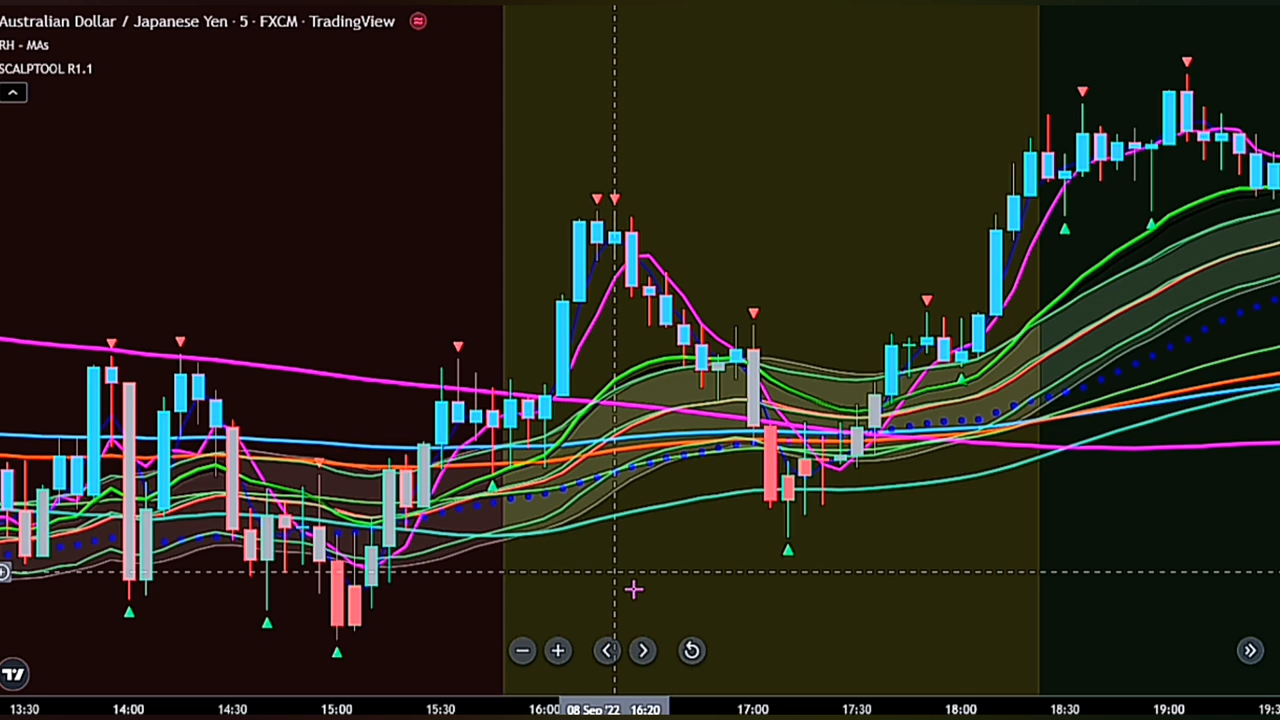 Australian Dollar / Japanese Yen · 5 · FXCM · TradingView
RH - MAs
SCALPTOOL R1.1
13:30 14:00 14:30 15:00 15:30 16:00 08 Sep '22 16:20 17:00 17:30 18:00 18:30 19:00 19:3